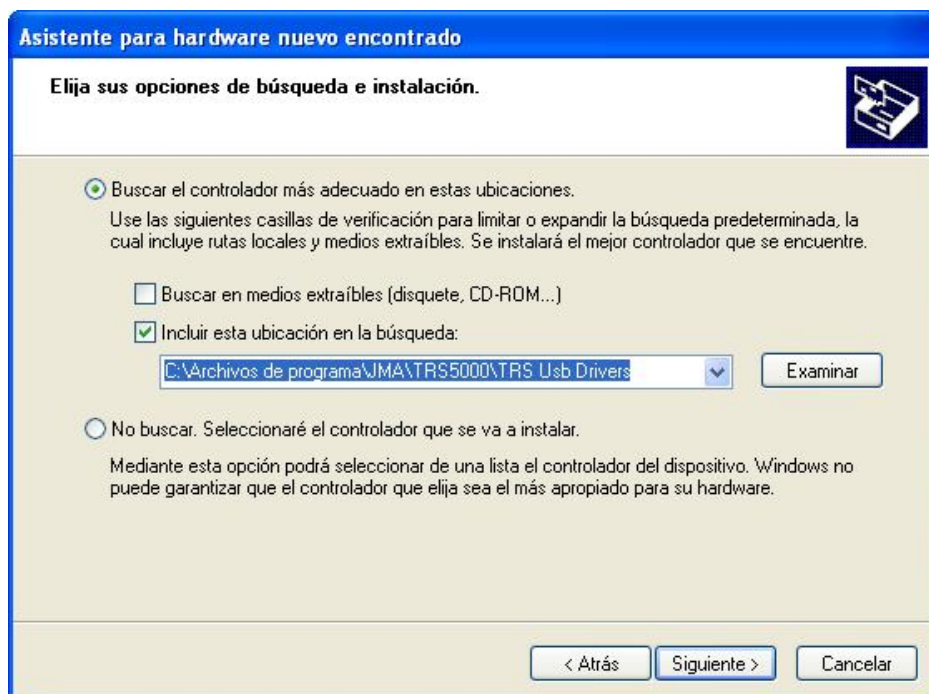 Asistente para hardware nuevo encontrado
Elija sus opciones de búsqueda e instalación.
Buscar el controlador más adecuado en estas ubicaciones.
Use las siguientes casillas de verificación para limitar o expandir la búsqueda predeterminada, la
cual incluye rutas locales y medios extraíbles. Se instalará el mejor controlador que se encuentre.
Buscar en medios extraíbles (disquete, CD-ROM...)
Incluir esta ubicación en la búsqueda:
C:\Archivos de programa\JMA\TRS5000\TRS Usb Drivers
Examinar
No buscar. Seleccionaré el controlador que se va a instalar.
Mediante esta opción podrá seleccionar de una lista el controlador del dispositivo. Windows no
puede garantizar que el controlador que elija sea el más apropiado para su hardware.
< Atrás
Siguiente >
Cancelar